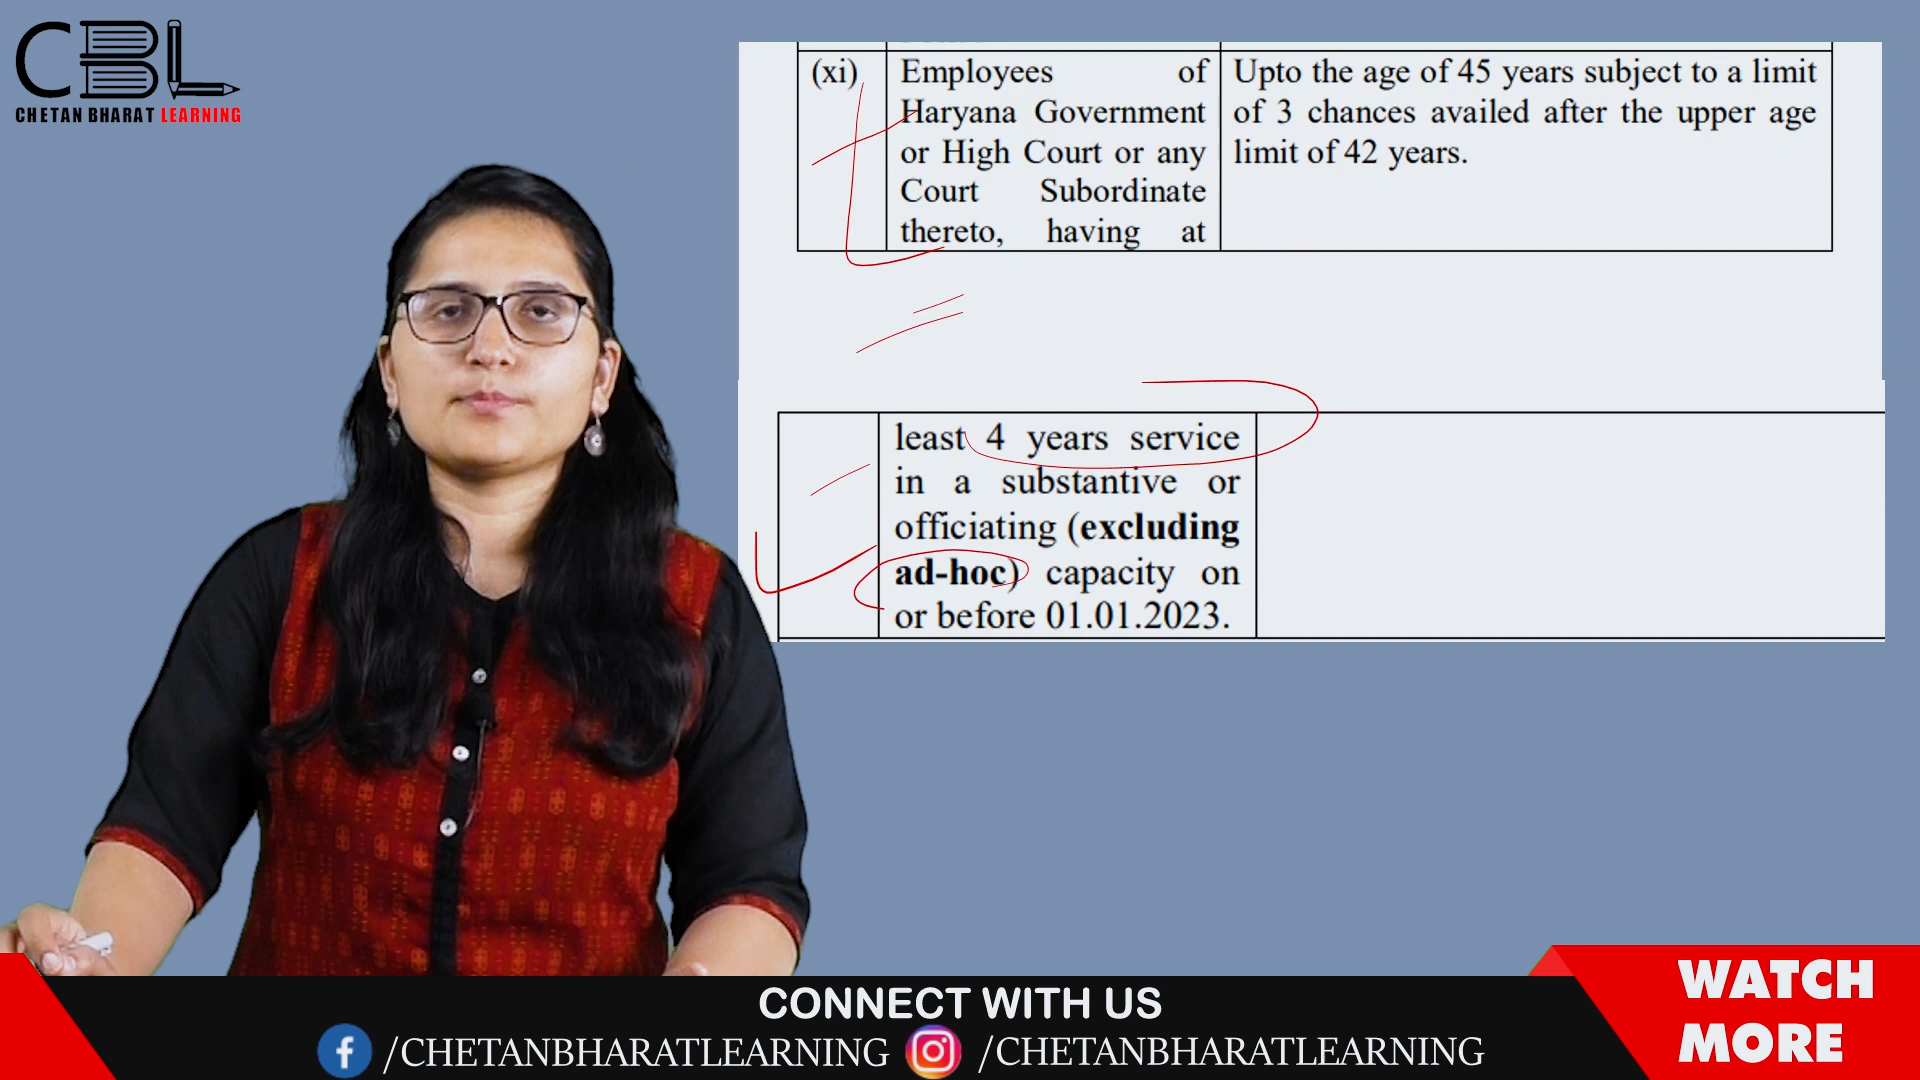 CBL
CHETAN BHARAT LEARNING
(xi) Employees of Upto the age of 45 years subject to a limit
Haryana Government of 3 chances availed after the upper age
or High Court or any limit of 42 years.
Court Subordinate
thereto, having at
least 4 years service
in a substantive or
officiating (excluding
ad-hoc) capacity on
or before 01.01.2023.
WATCH
MORE
CONNECT WITH US
/CHETANBHARATLEARNING /CHETANBHARATLEARNING